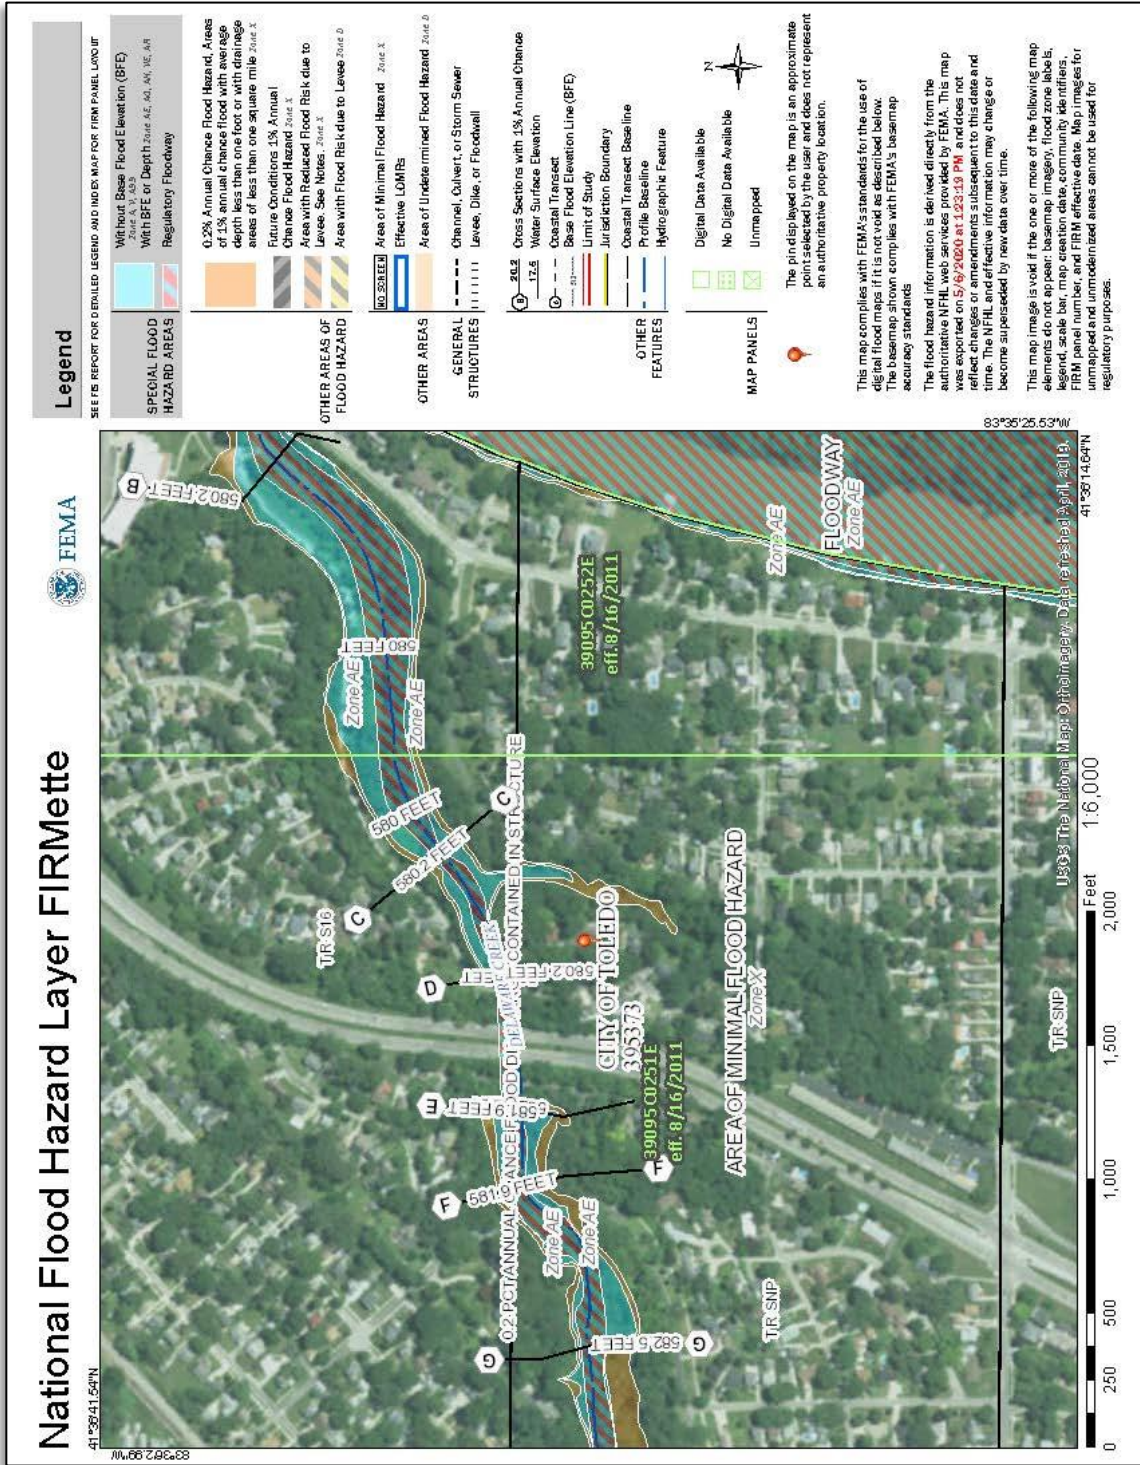 National Flood Hazard Layer FIRMette
FEMA
Legend
SEE FIS REPORT FOR DETAILED LEGEND AND INDEX MAP FOR FIRM PANEL LAYOUT
SPECIAL FLOOD
HAZARD AREAS
Without Base Flood Elevation (BFE)
Zone A, V, A99
With BFE or Depth Zone AE, AO, AH, VE, AR
Regulatory Floodway
OTHER AREAS OF
FLOOD HAZARD
0.2% Annual Chance Flood Hazard, Areas
of 1% annual chance flood with average
depth less than one foot or with drainage
areas of less than one square mile Zone X
Future Conditions 1% Annual
Chance Flood Hazard Zone X
Area with Reduced Flood Risk due to
Levee. See Notes. Zone X
Area with Flood Risk due to Levee Zone D
OTHER AREAS
NO SCREEN
Area of Minimal Flood Hazard Zone X
Effective LOMRs
Area of Undetermined Flood Hazard Zone D
GENERAL
STRUCTURES
Channel, Culvert, or Storm Sewer
Levee, Dike, or Floodwall
B 20.2
Cross Sections with 1% Annual Chance
17.5
Water Surface Elevation
Coastal Transect
Base Flood Elevation Line (BFE)
Limit of Study
Jurisdiction Boundary
Coastal Transect Baseline
OTHER
FEATURES
Profile Baseline
Hydrographic Feature
MAP PANELS
Digital Data Available
No Digital Data Available
Unmapped
N
The pin displayed on the map is an approximate
point selected by the user and does not represent
an authoritative property location.
This map complies with FEMA's standards for the use of
digital flood maps if it is not void as described below.
The basemap shown complies with FEMA's basemap
accuracy standards
The flood hazard information is derived directly from the
authoritative NFHL web services provided by FEMA. This map
was exported on 5/6/2020 at 1:23:19 PM and does not
reflect changes or amendments subsequent to this date and
time. The NFHL and effective information may change or
become superseded by new data over time.
This map image is void if the one or more of the following map
elements do not appear: basemap imagery, flood zone labels,
legend, scale bar, map creation date, community identifiers,
FIRM panel number, and FIRM effective date. Map images for
unmapped and unmodernized areas cannot be used for
regulatory purposes.
41°36'41.54"N
83°36'2.99"W
B
580.2 FEET
580 FEET
Zone AE
Zone AE
580 FEET
C
580.2 FEET
C
T.R. S16
D
580.2 FEET
DELAWARE CREEK
CONTAINED IN STRUCTURE
0.2 PCT ANNUAL
E
581.9 FEET
F
581.9 FEET
F
Zone AE
Zone AE
G
582.5 FEET
G
CITY OF TOLEDO
395373
39095C0251E
eff. 8/16/2011
39095C0252E
eff. 8/16/2011
AREA OF MINIMAL FLOOD HAZARD
Zone X
Zone AE
FLOODWAY
Zone AE
T.R. SNP
T.R. SNP
USGS The National Map: Orthoimagery. Data refreshed April, 2019.
83°35'25.53"W
41°36'14.64"N
0 250 500 1,000 1,500 2,000
Feet
1:6,000